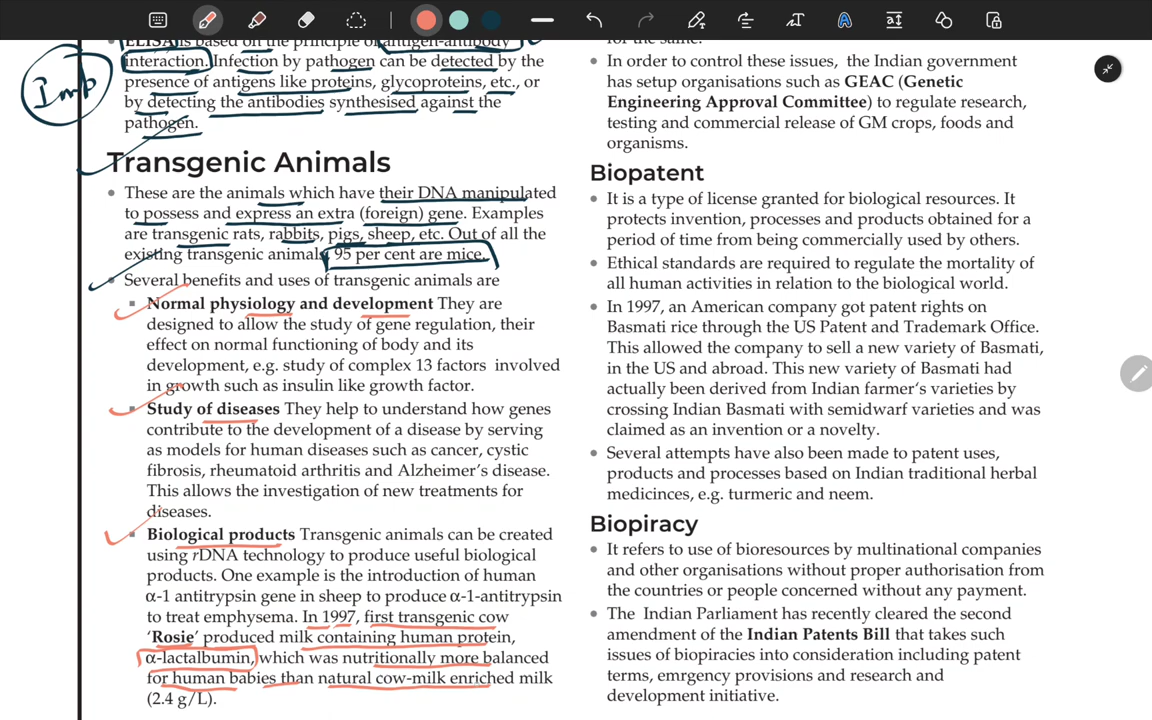 ELISA is based on the principle of antigen-antibody
interaction. Infection by pathogen can be detected by the
presence of antigens like proteins, glycoproteins, etc., or
by detecting the antibodies synthesised against the
pathogen.
Imp
Transgenic Animals
• These are the animals which have their DNA manipulated
to possess and express an extra (foreign) gene. Examples
are transgenic rats, rabbits, pigs, sheep, etc. Out of all the
existing transgenic animals, 95 per cent are mice.
• Several benefits and uses of transgenic animals are
▪ Normal physiology and development They are
designed to allow the study of gene regulation, their
effect on normal functioning of body and its
development, e.g. study of complex 13 factors involved
in growth such as insulin like growth factor.
▪ Study of diseases They help to understand how genes
contribute to the development of a disease by serving
as models for human diseases such as cancer, cystic
fibrosis, rheumatoid arthritis and Alzheimer's disease.
This allows the investigation of new treatments for
diseases.
▪ Biological products Transgenic animals can be created
using rDNA technology to produce useful biological
products. One example is the introduction of human
α-1 antitrypsin gene in sheep to produce α-1-antitrypsin
to treat emphysema. In 1997, first transgenic cow
'Rosie' produced milk containing human protein,
α-lactalbumin, which was nutritionally more balanced
for human babies than natural cow-milk enriched milk
(2.4 g/L).
for the same.
• In order to control these issues, the Indian government
has setup organisations such as GEAC (Genetic
Engineering Approval Committee) to regulate research,
testing and commercial release of GM crops, foods and
organisms.
Biopatent
• It is a type of license granted for biological resources. It
protects invention, processes and products obtained for a
period of time from being commercially used by others.
• Ethical standards are required to regulate the mortality of
all human activities in relation to the biological world.
• In 1997, an American company got patent rights on
Basmati rice through the US Patent and Trademark Office.
This allowed the company to sell a new variety of Basmati,
in the US and abroad. This new variety of Basmati had
actually been derived from Indian farmer's varieties by
crossing Indian Basmati with semidwarf varieties and was
claimed as an invention or a novelty.
• Several attempts have also been made to patent uses,
products and processes based on Indian traditional herbal
medicinces, e.g. turmeric and neem.
Biopiracy
• It refers to use of bioresources by multinational companies
and other organisations without proper authorisation from
the countries or people concerned without any payment.
• The Indian Parliament has recently cleared the second
amendment of the Indian Patents Bill that takes such
issues of biopiracies into consideration including patent
terms, emrgency provisions and research and
development initiative.